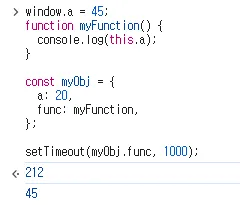 > window.a = 45;
function myFunction() {
  console.log(this.a);
}

const myObj = {
  a: 20,
  func: myFunction,
};

setTimeout(myObj.func, 1000);
212
45